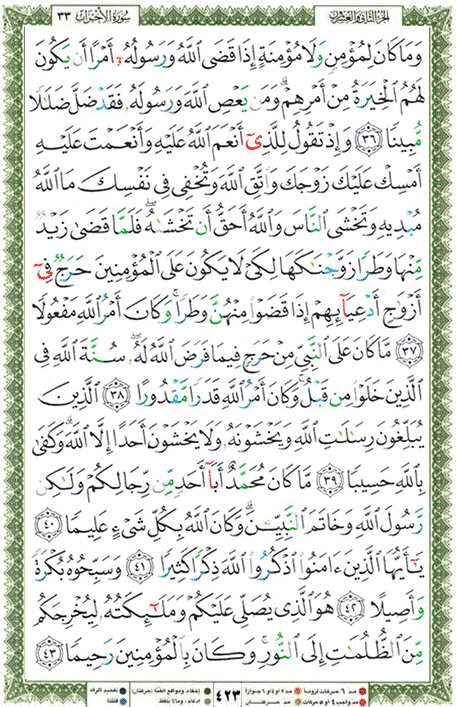 الجزء الثاني والعشرون سورة الأحزاب ٣٣
وَمَا كَانَ لِمُؤْمِنٍ وَلَا مُؤْمِنَةٍ إِذَا قَضَى ٱللَّهُ وَرَسُولُهُۥٓ أَمْرًا أَن يَكُونَ
لَهُمُ ٱلْخِيَرَةُ مِنْ أَمْرِهِمْ ۗ وَمَن يَعْصِ ٱللَّهَ وَرَسُولَهُۥ فَقَدْ ضَلَّ ضَلَـٰلًا
مُّبِينًا ٣٦ وَإِذْ تَقُولُ لِلَّذِىٓ أَنْعَمَ ٱللَّهُ عَلَيْهِ وَأَنْعَمْتَ عَلَيْهِ
أَمْسِكْ عَلَيْكَ زَوْجَكَ وَٱتَّقِ ٱللَّهَ وَتُخْفِى فِى نَفْسِكَ مَا ٱللَّهُ
مُبْدِيهِ وَتَخْشَى ٱلنَّاسَ وَٱللَّهُ أَحَقُّ أَن تَخْشَىٰهُ ۖ فَلَمَّا قَضَىٰ زَيْدٌ
مِّنْهَا وَطَرًا زَوَّجْنَـٰكَهَا لِكَىْ لَا يَكُونَ عَلَى ٱلْمُؤْمِنِينَ حَرَجٌ فِىٓ
أَزْوَٰجِ أَدْعِيَآئِهِمْ إِذَا قَضَوْا۟ مِنْهُنَّ وَطَرًا ۚ وَكَانَ أَمْرُ ٱللَّهِ مَفْعُولًا
٣٧ مَّا كَانَ عَلَى ٱلنَّبِىِّ مِنْ حَرَجٍ فِيمَا فَرَضَ ٱللَّهُ لَهُۥ ۖ سُنَّةَ ٱللَّهِ فِى
ٱلَّذِينَ خَلَوْا۟ مِن قَبْلُ ۚ وَكَانَ أَمْرُ ٱللَّهِ قَدَرًا مَّقْدُورًا ٣٨ ٱلَّذِينَ
يُبَلِّغُونَ رِسَـٰلَـٰتِ ٱللَّهِ وَيَخْشَوْنَهُۥ وَلَا يَخْشَوْنَ أَحَدًا إِلَّا ٱللَّهَ ۗ وَكَفَىٰ
بِٱللَّهِ حَسِيبًا ٣٩ مَّا كَانَ مُحَمَّدٌ أَبَآ أَحَدٍ مِّن رِّجَالِكُمْ وَلَـٰكِن
رَّسُولَ ٱللَّهِ وَخَاتَمَ ٱلنَّبِيِّـۧنَ ۗ وَكَانَ ٱللَّهُ بِكُلِّ شَىْءٍ عَلِيمًا ٤٠
يَـٰٓأَيُّهَا ٱلَّذِينَ ءَامَنُوا۟ ٱذْكُرُوا۟ ٱللَّهَ ذِكْرًا كَثِيرًا ٤١ وَسَبِّحُوهُ بُكْرَةً
وَأَصِيلًا ٤٢ هُوَ ٱلَّذِى يُصَلِّى عَلَيْكُمْ وَمَلَـٰٓئِكَتُهُۥ لِيُخْرِجَكُم
مِّنَ ٱلظُّلُمَـٰتِ إِلَى ٱلنُّورِ ۚ وَكَانَ بِٱلْمُؤْمِنِينَ رَحِيمًا ٤٣
مد ٦ حركات لزوماً مد ٢ أو ٤ أو ٦ جوازاً
مد واجب ٤ أو ٥ حركات مد حركتان
٤٢٣
إخفاء، ومواقع الغنة (حركتان) تفخيم الراء
إدغام، وما لا يلفظ قلقلة